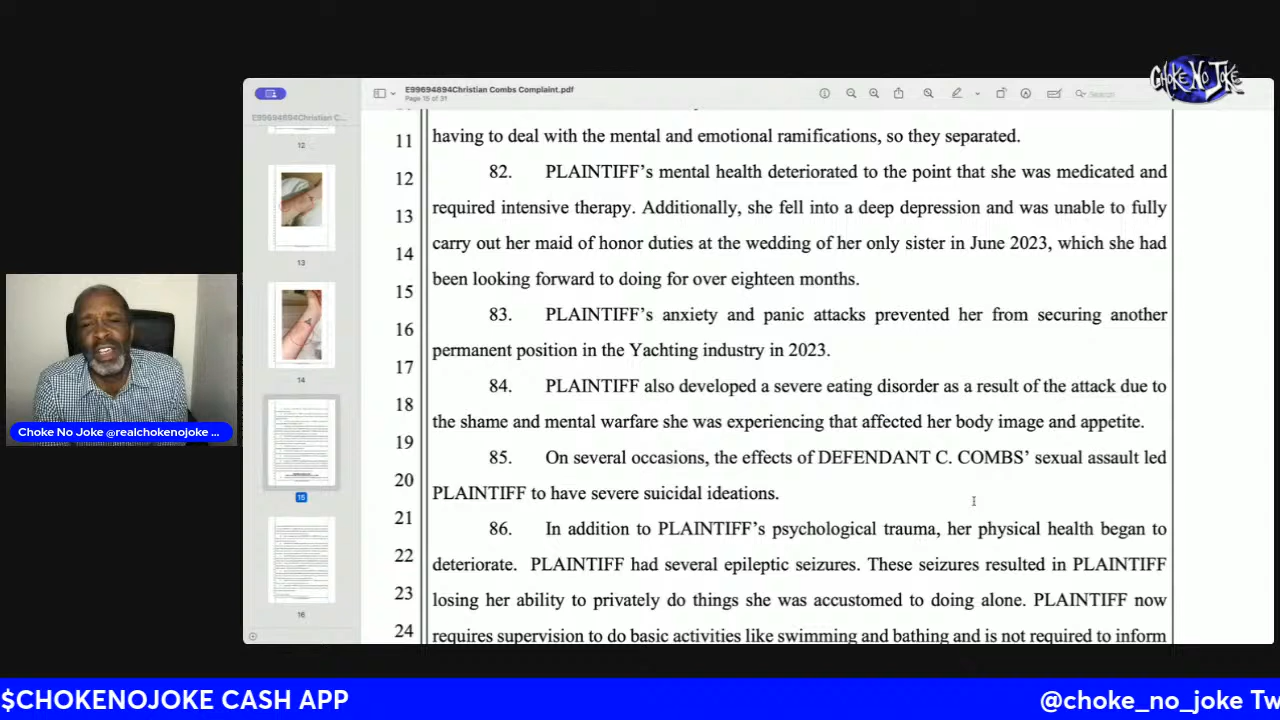 CHOKE NO JOKE
E99694894Christian Combs Complaint.pdf
Page 15 of 31
Search
E99694894Christian C...
12
13
14
15
16
11 having to deal with the mental and emotional ramifications, so they separated.
12 82. PLAINTIFF's mental health deteriorated to the point that she was medicated and
13 required intensive therapy. Additionally, she fell into a deep depression and was unable to fully
14 carry out her maid of honor duties at the wedding of her only sister in June 2023, which she had
15 been looking forward to doing for over eighteen months.
16 83. PLAINTIFF's anxiety and panic attacks prevented her from securing another
17 permanent position in the Yachting industry in 2023.
18 84. PLAINTIFF also developed a severe eating disorder as a result of the attack due to
19 the shame and mental warfare she was experiencing that affected her body image and appetite.
20 85. On several occasions, the effects of DEFENDANT C. COMBS' sexual assault led
21 PLAINTIFF to have severe suicidal ideations.
22 86. In addition to PLAINTIFF'S psychological trauma, her physical health began to
23 deteriorate. PLAINTIFF had several epileptic seizures. These seizures resulted in PLAINTIFF
24 losing her ability to privately do things she was accustomed to doing alone. PLAINTIFF now
requires supervision to do basic activities like swimming and bathing and is not required to inform
Choke No Joke @realchokenojoke ...
$CHOKENOJOKE CASH APP
@choke_no_joke Tw